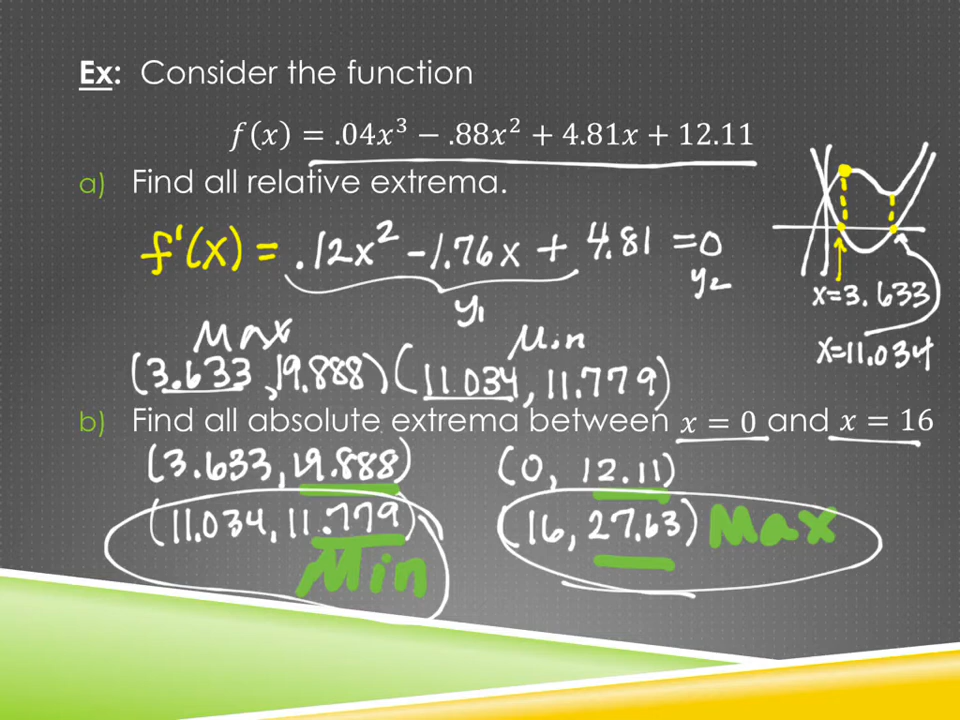 Ex: Consider the function
f(x) = .04x³ − .88x² + 4.81x + 12.11
a) Find all relative extrema.
f'(x) = .12x² - 1.76x + 4.81 = 0
y₁
y₂
x=3.633
x=11.034
Max
Min
(3.633, 19.888) (11.034, 11.779)
b) Find all absolute extrema between x = 0 and x = 16
(3.633, 19.888) (0, 12.11)
(11.034, 11.779) (16, 27.63) Max
Min